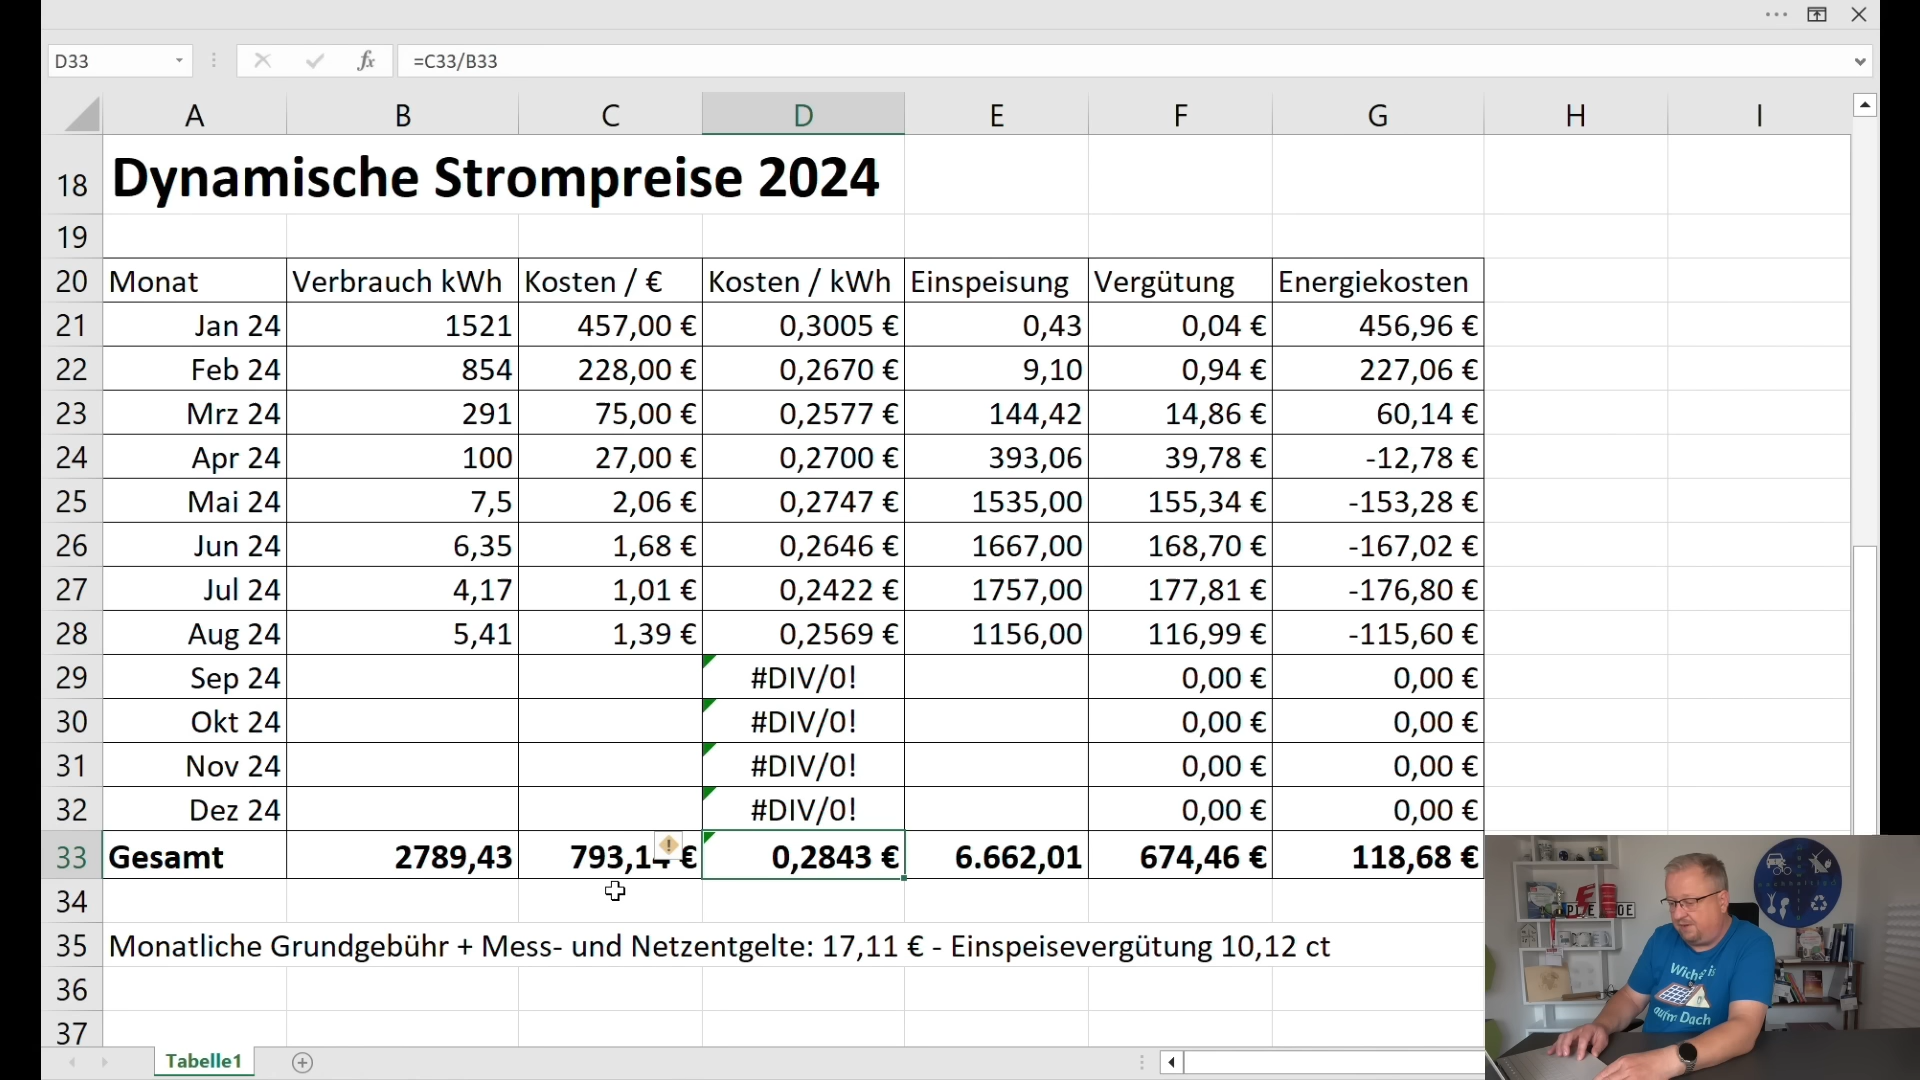 D33 fx =C33/B33
A B C D E F G H I
18 Dynamische Strompreise 2024
19
20 Monat Verbrauch kWh Kosten / € Kosten / kWh Einspeisung Vergütung Energiekosten
21 Jan 24 1521 457,00 € 0,3005 € 0,43 0,04 € 456,96 €
22 Feb 24 854 228,00 € 0,2670 € 9,10 0,94 € 227,06 €
23 Mrz 24 291 75,00 € 0,2577 € 144,42 14,86 € 60,14 €
24 Apr 24 100 27,00 € 0,2700 € 393,06 39,78 € -12,78 €
25 Mai 24 7,5 2,06 € 0,2747 € 1535,00 155,34 € -153,28 €
26 Jun 24 6,35 1,68 € 0,2646 € 1667,00 168,70 € -167,02 €
27 Jul 24 4,17 1,01 € 0,2422 € 1757,00 177,81 € -176,80 €
28 Aug 24 5,41 1,39 € 0,2569 € 1156,00 116,99 € -115,60 €
29 Sep 24 #DIV/0! 0,00 € 0,00 €
30 Okt 24 #DIV/0! 0,00 € 0,00 €
31 Nov 24 #DIV/0! 0,00 € 0,00 €
32 Dez 24 #DIV/0! 0,00 € 0,00 €
33 Gesamt 2789,43 793,14 € 0,2843 € 6.662,01 674,46 € 118,68 €
34
35 Monatliche Grundgebühr + Mess- und Netzentgelte: 17,11 € - Einspeisevergütung 10,12 ct
36
37
Tabelle1
aufm Dach